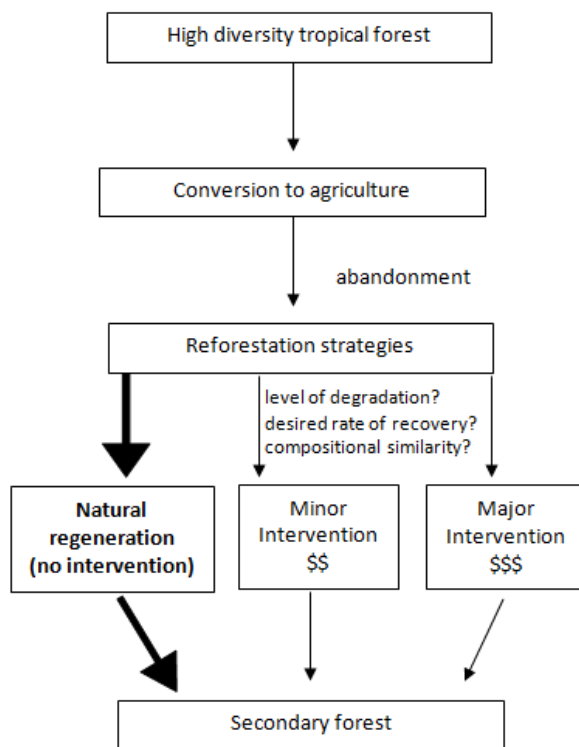 High diversity tropical forest
Conversion to agriculture
abandonment
Reforestation strategies
level of degradation?
desired rate of recovery?
compositional similarity?
Natural
regeneration
(no intervention)
Minor
Intervention
$$
Major
Intervention
$$$
Secondary forest